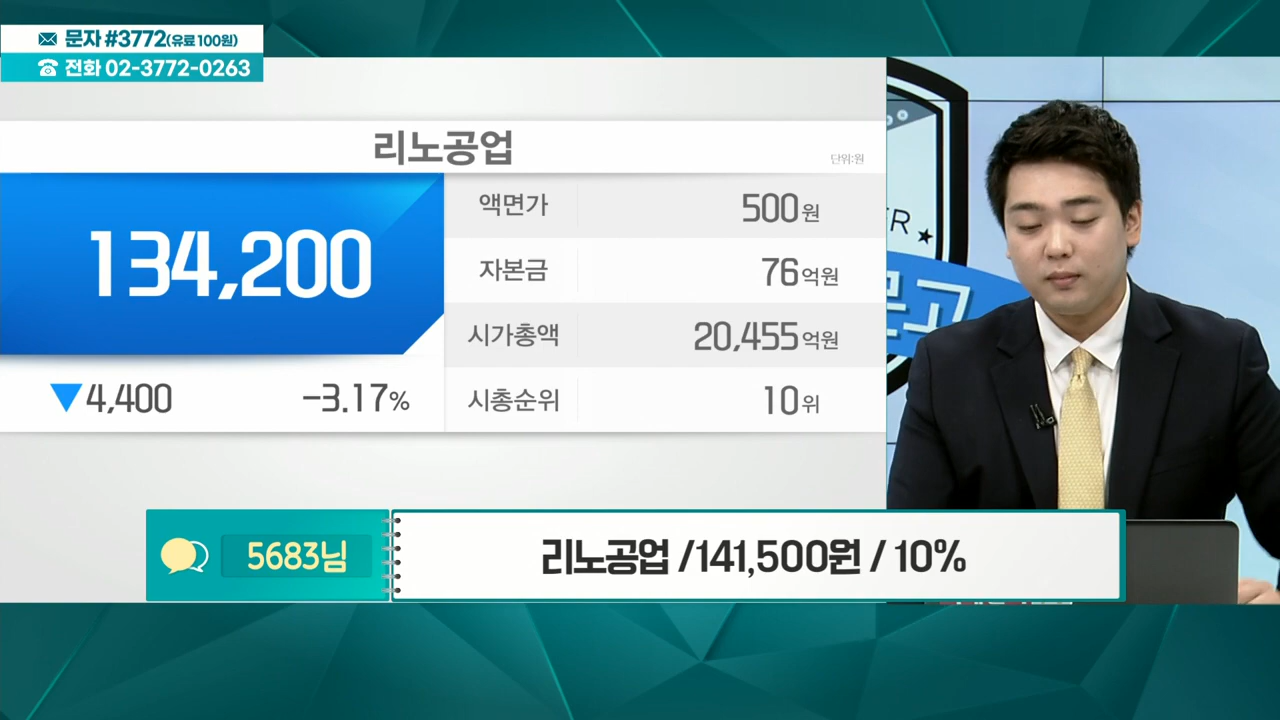 문자 #3772(유료 100원)
전화 02-3772-0263
리노공업
단위:원
134,200
▼4,400 -3.17%
액면가 500원
자본금 76억원
시가총액 20,455억원
시총순위 10위
5683님
리노공업 /141,500원 / 10%